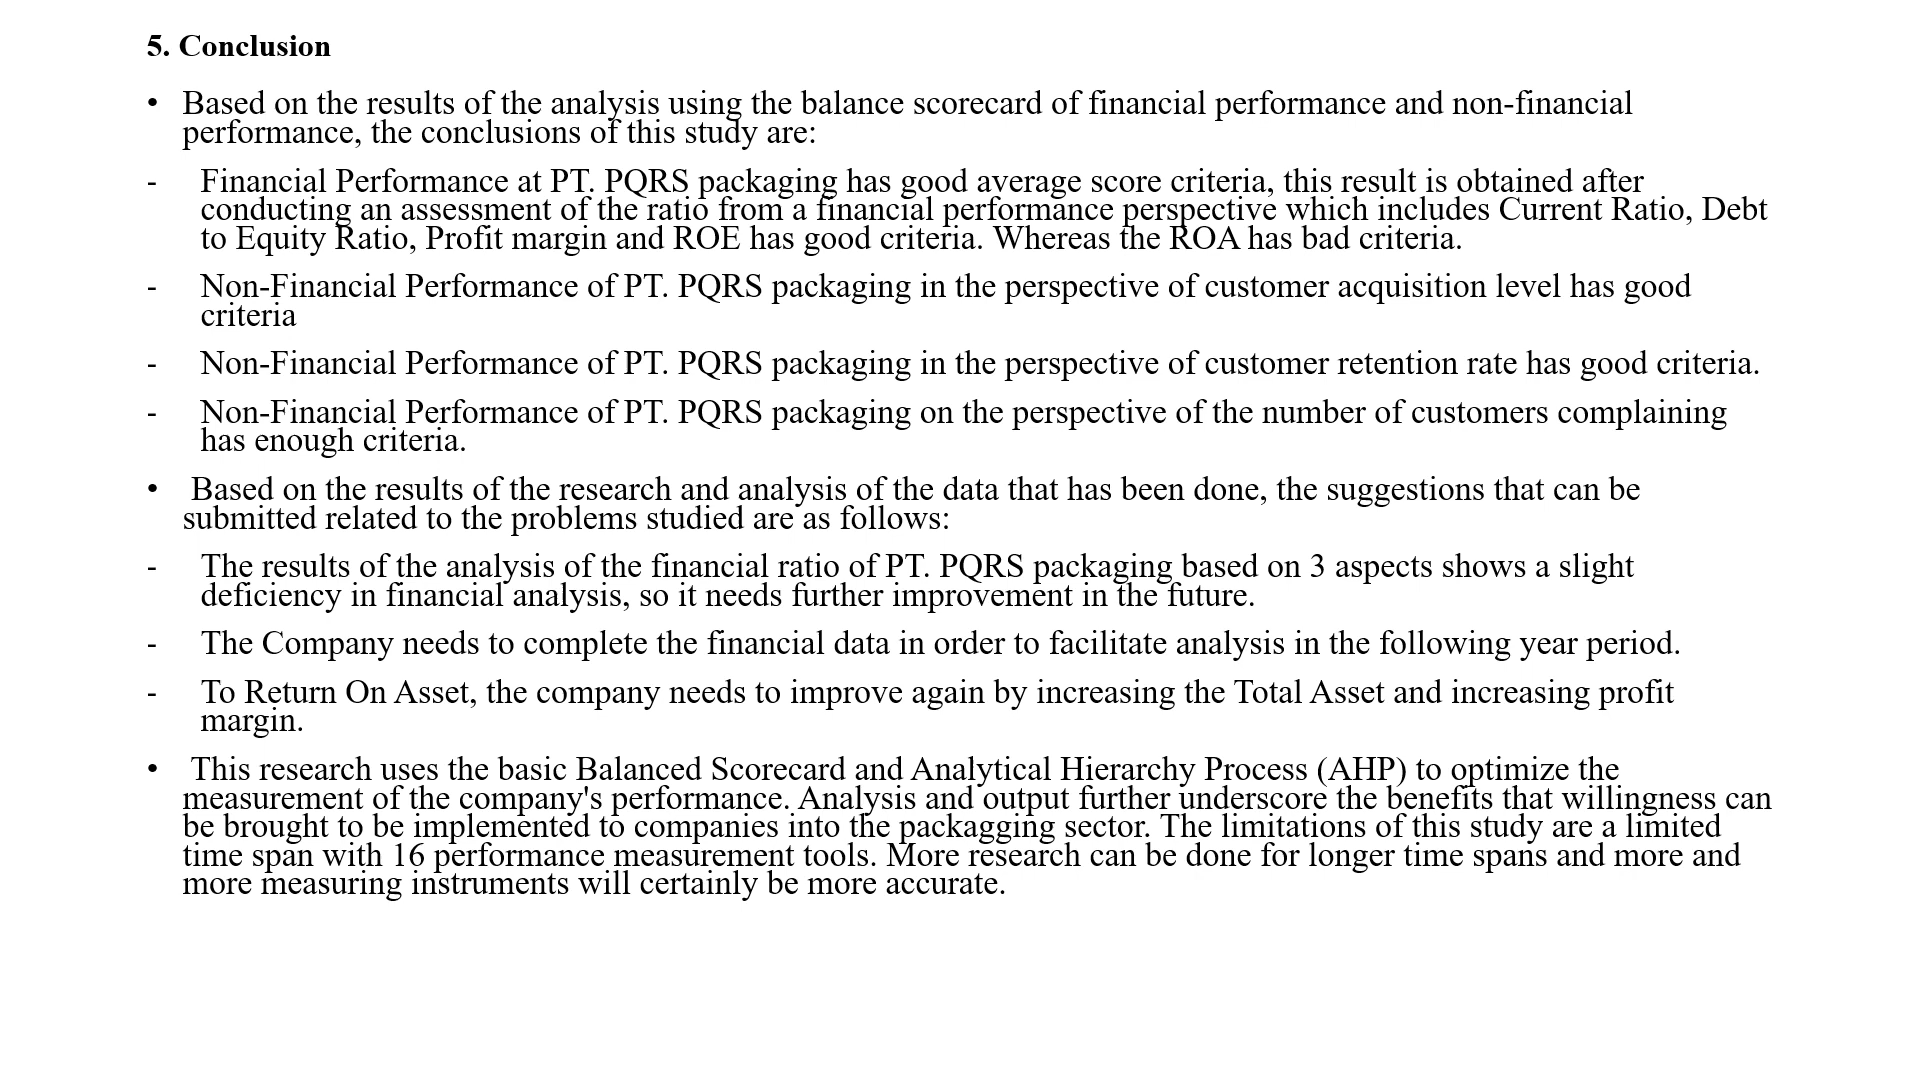 5. Conclusion
• Based on the results of the analysis using the balance scorecard of financial performance and non-financial
performance, the conclusions of this study are:
- Financial Performance at PT. PQRS packaging has good average score criteria, this result is obtained after
conducting an assessment of the ratio from a financial performance perspective which includes Current Ratio, Debt
to Equity Ratio, Profit margin and ROE has good criteria. Whereas the ROA has bad criteria.
- Non-Financial Performance of PT. PQRS packaging in the perspective of customer acquisition level has good
criteria
- Non-Financial Performance of PT. PQRS packaging in the perspective of customer retention rate has good criteria.
- Non-Financial Performance of PT. PQRS packaging on the perspective of the number of customers complaining
has enough criteria.
• Based on the results of the research and analysis of the data that has been done, the suggestions that can be
submitted related to the problems studied are as follows:
- The results of the analysis of the financial ratio of PT. PQRS packaging based on 3 aspects shows a slight
deficiency in financial analysis, so it needs further improvement in the future.
- The Company needs to complete the financial data in order to facilitate analysis in the following year period.
- To Return On Asset, the company needs to improve again by increasing the Total Asset and increasing profit
margin.
• This research uses the basic Balanced Scorecard and Analytical Hierarchy Process (AHP) to optimize the
measurement of the company's performance. Analysis and output further underscore the benefits that willingness can
be brought to be implemented to companies into the packagging sector. The limitations of this study are a limited
time span with 16 performance measurement tools. More research can be done for longer time spans and more and
more measuring instruments will certainly be more accurate.